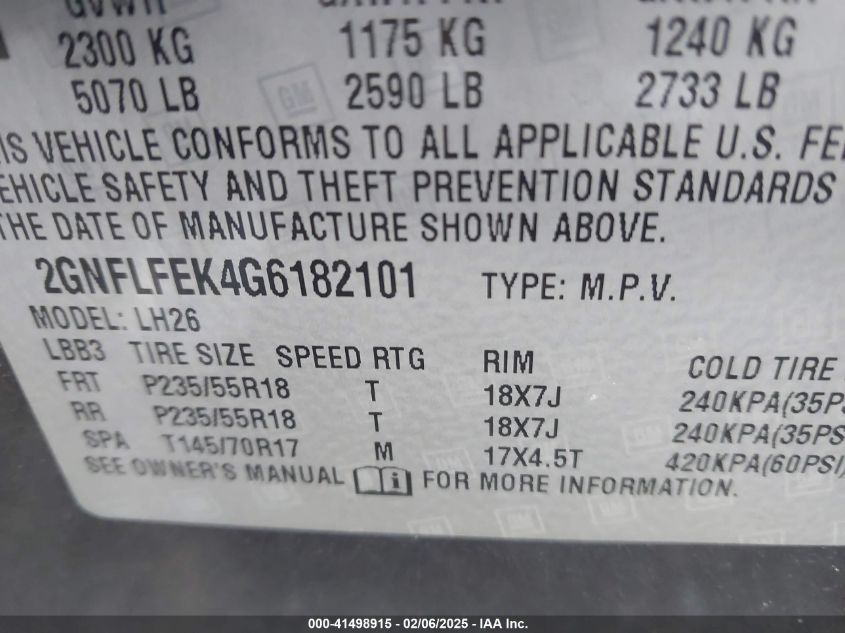 GVWR
2300 KG 1175 KG 1240 KG
5070 LB 2590 LB 2733 LB
IS VEHICLE CONFORMS TO ALL APPLICABLE U.S. FE
EHICLE SAFETY AND THEFT PREVENTION STANDARDS
THE DATE OF MANUFACTURE SHOWN ABOVE.
2GNFLFEK4G6182101 TYPE: M.P.V.
MODEL: LH26
LBB3 TIRE SIZE SPEED RTG RIM COLD TIRE
FRT P235/55R18 T 18X7J 240KPA(35PS
RR P235/55R18 T 18X7J 240KPA(35PS
SPA T145/70R17 M 17X4.5T 420KPA(60PSI)
SEE OWNER'S MANUAL i FOR MORE INFORMATION.
000-41498915 - 02/06/2025 - IAA Inc.